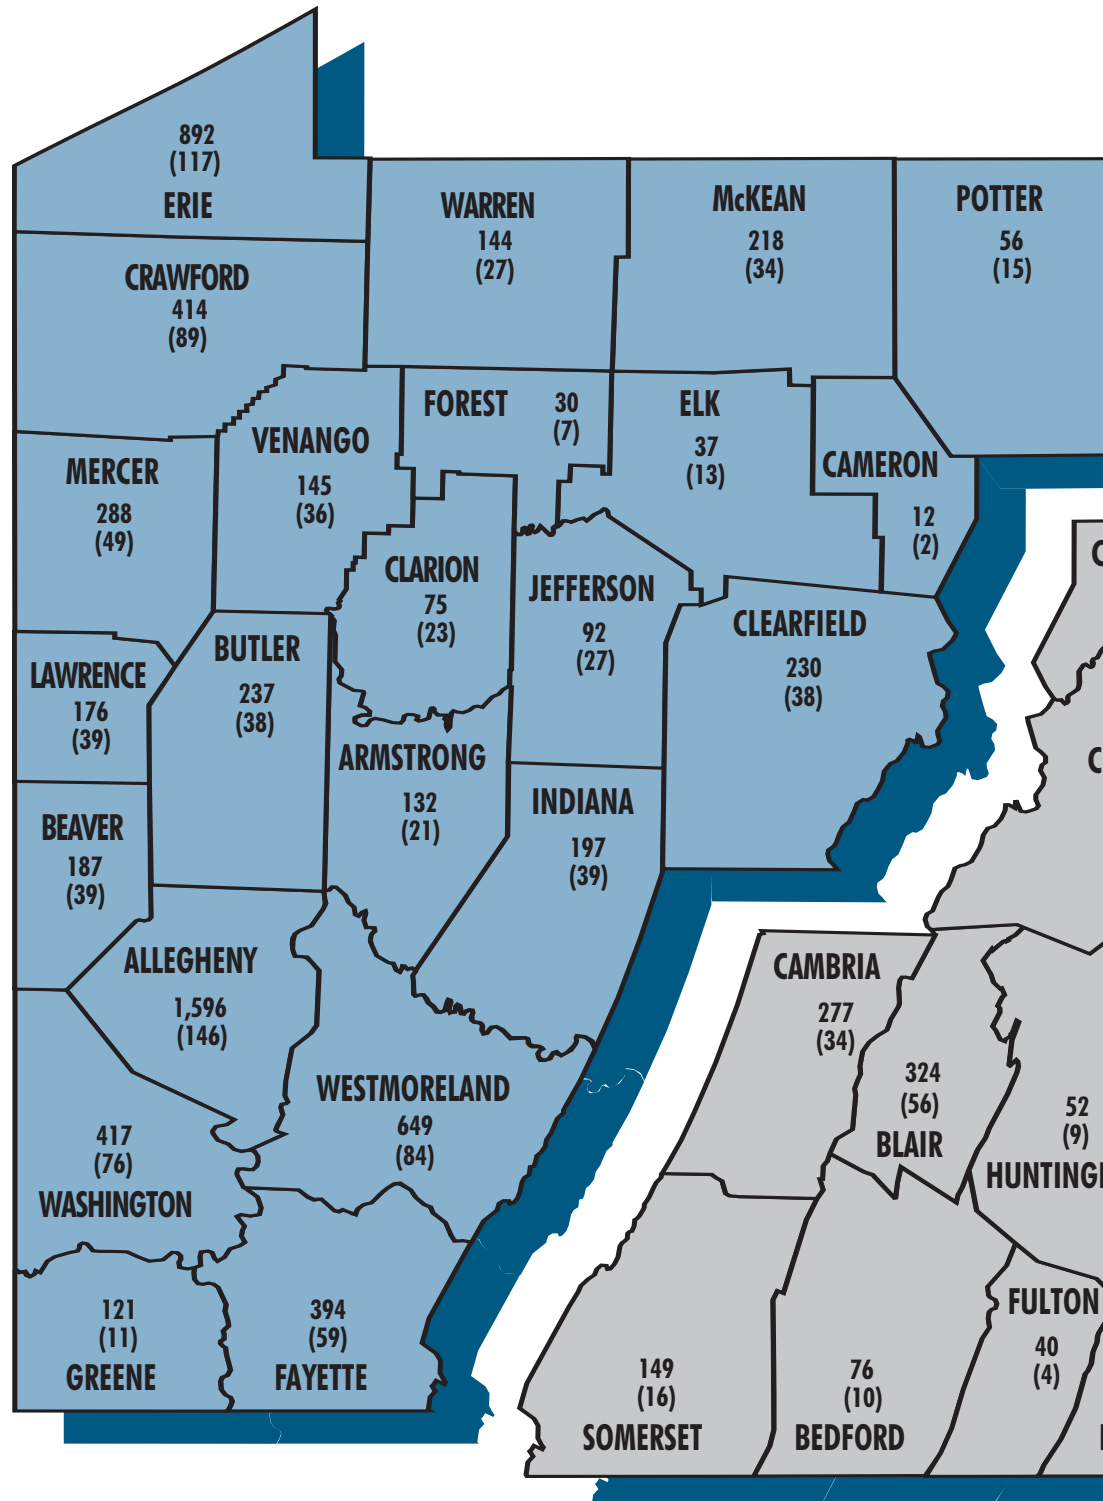 892
(117)
ERIE
WARREN
144
(27)
McKEAN
218
(34)
POTTER
56
(15)
CRAWFORD
414
(89)
FOREST
30
(7)
ELK
37
(13)
VENANGO
145
(36)
CAMERON
12
(2)
MERCER
288
(49)
CLARION
75
(23)
JEFFERSON
92
(27)
CLEARFIELD
230
(38)
BUTLER
237
(38)
LAWRENCE
176
(39)
ARMSTRONG
132
(21)
INDIANA
197
(39)
BEAVER
187
(39)
ALLEGHENY
1,596
(146)
CAMBRIA
277
(34)
324
(56)
BLAIR
52
(9)
WESTMORELAND
649
(84)
417
(76)
WASHINGTON
121
(11)
GREENE
394
(59)
FAYETTE
149
(16)
SOMERSET
76
(10)
BEDFORD
FULTON
40
(4)